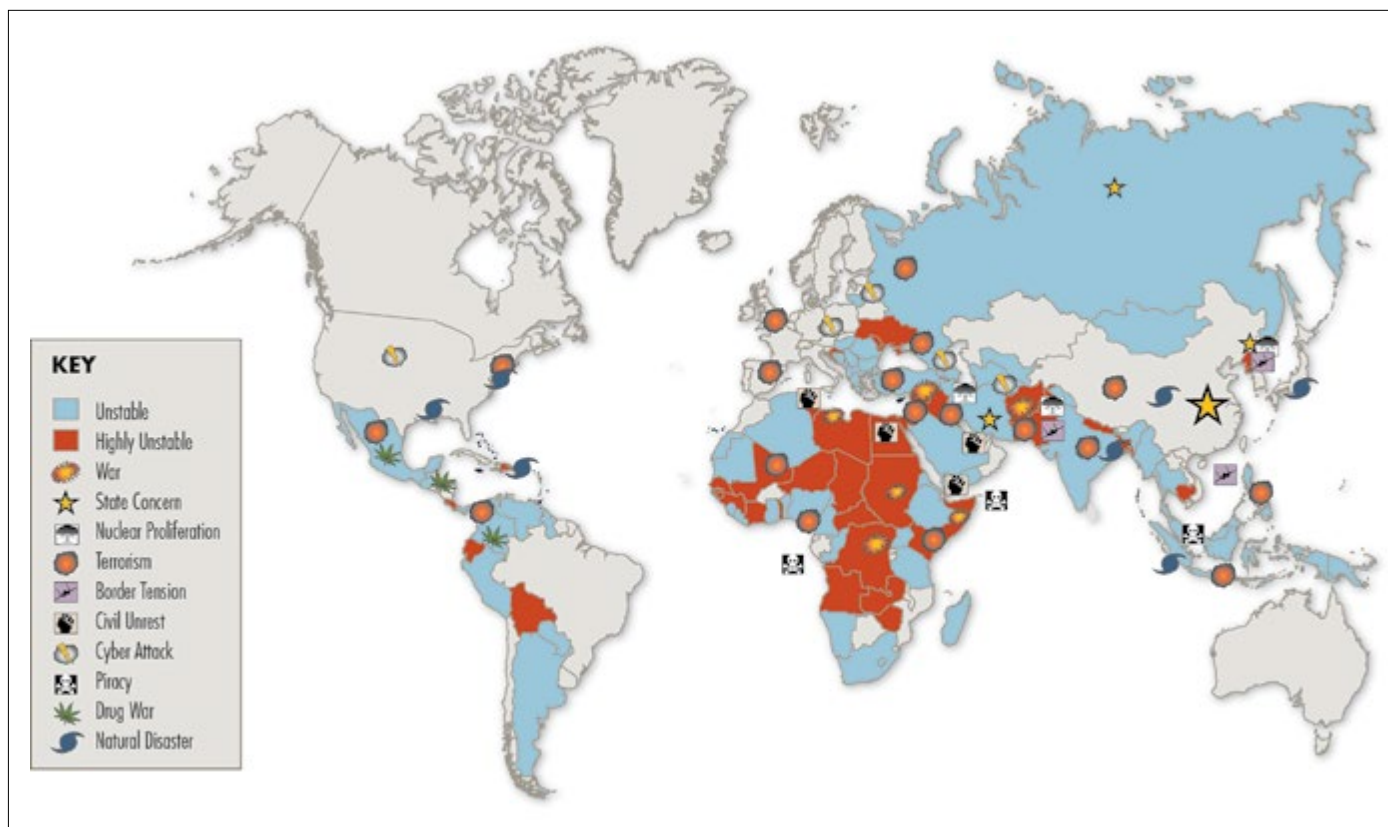 KEY
Unstable
Highly Unstable
War
State Concern
Nuclear Proliferation
Terrorism
Border Tension
Civil Unrest
Cyber Attack
Piracy
Drug War
Natural Disaster